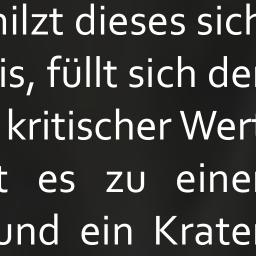 hilzt dieses sich
is, füllt sich der
kritischer Wert
t es zu einer
und ein Krater